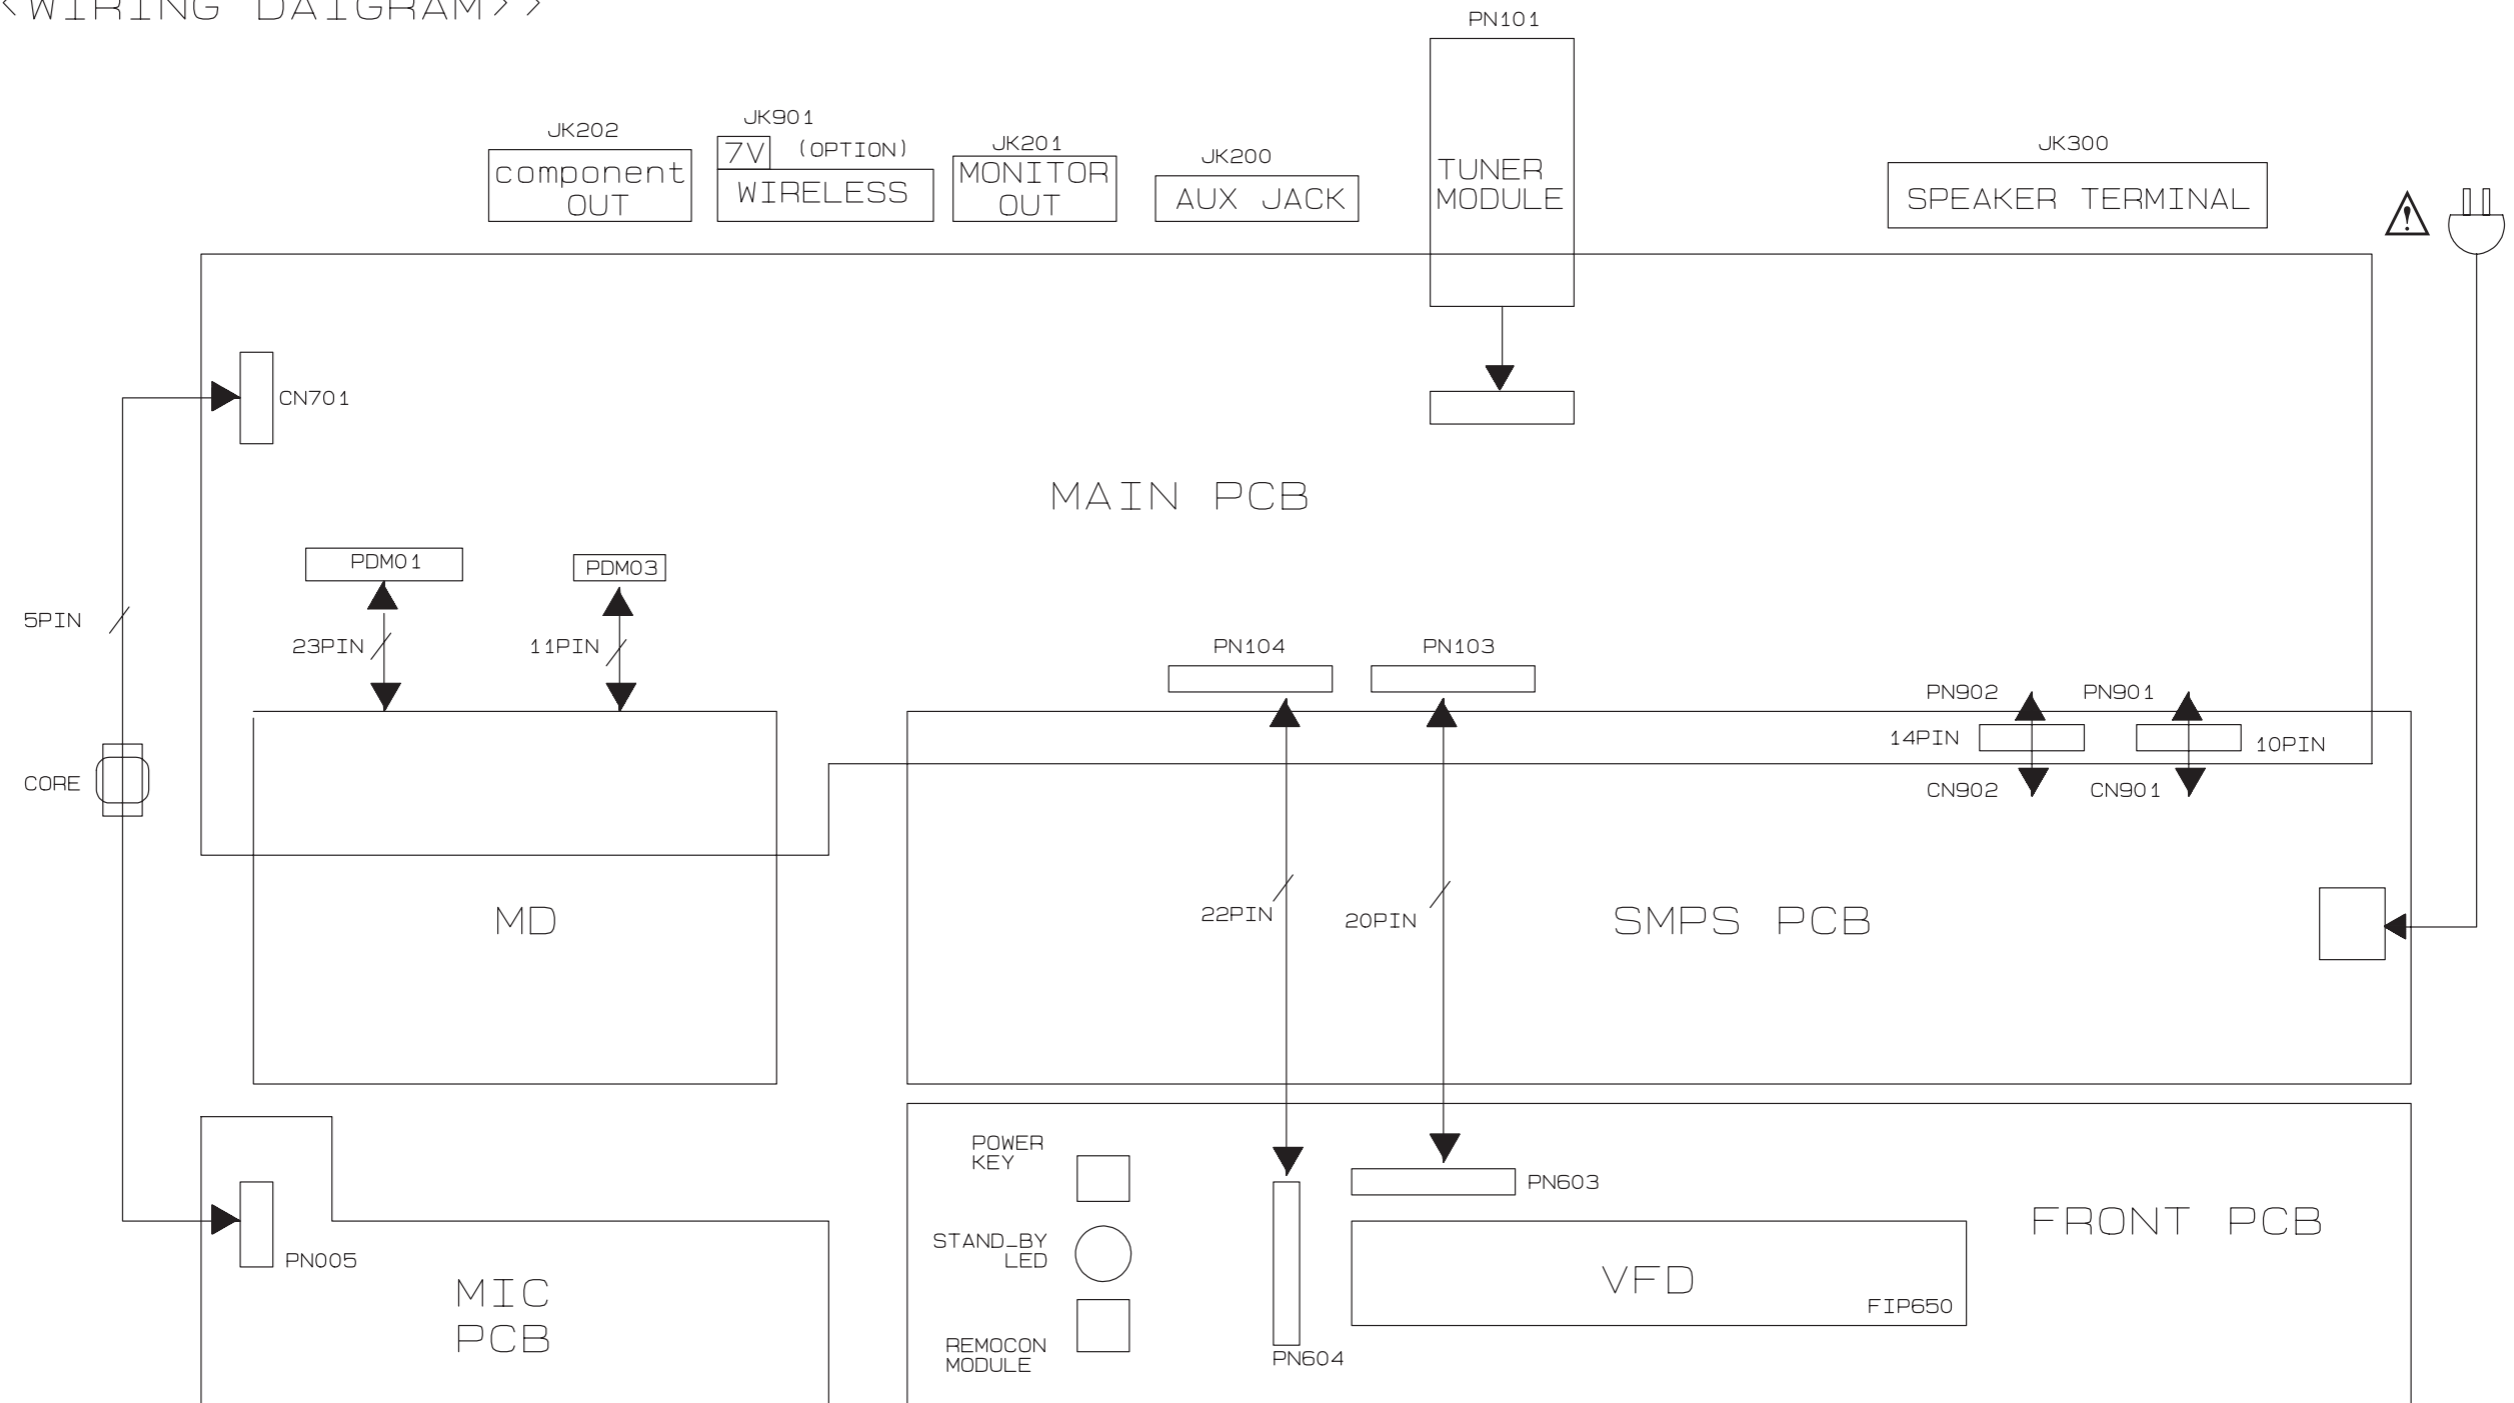 <WIRING DAIGRAM>>
PN101
JK202
component
OUT
JK901
7V (OPTION)
WIRELESS
JK201
MONITOR
OUT
JK200
AUX JACK
TUNER
MODULE
JK300
SPEAKER TERMINAL
CN701
MAIN PCB
PDM01
PDM03
5PIN
23PIN
11PIN
PN104
PN103
PN902
PN901
14PIN
10PIN
CN902
CN901
CORE
MD
22PIN
20PIN
SMPS PCB
POWER
KEY
PN603
STAND_BY
LED
FRONT PCB
PN005
MIC
PCB
VFD
FIP650
REMOCON
MODULE
PN604